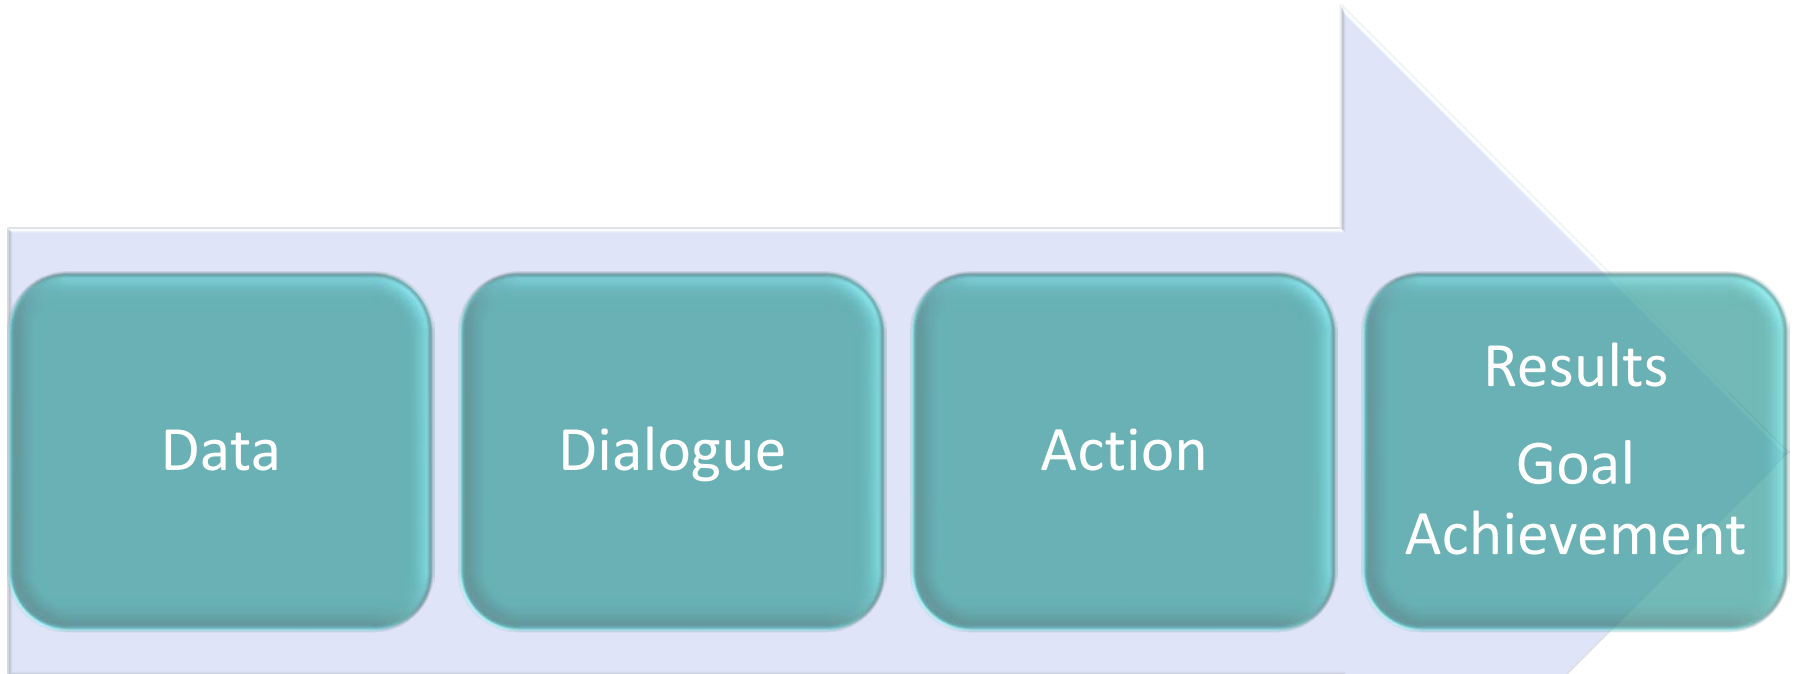 Data
Dialogue
Action
Results
Goal
Achievement